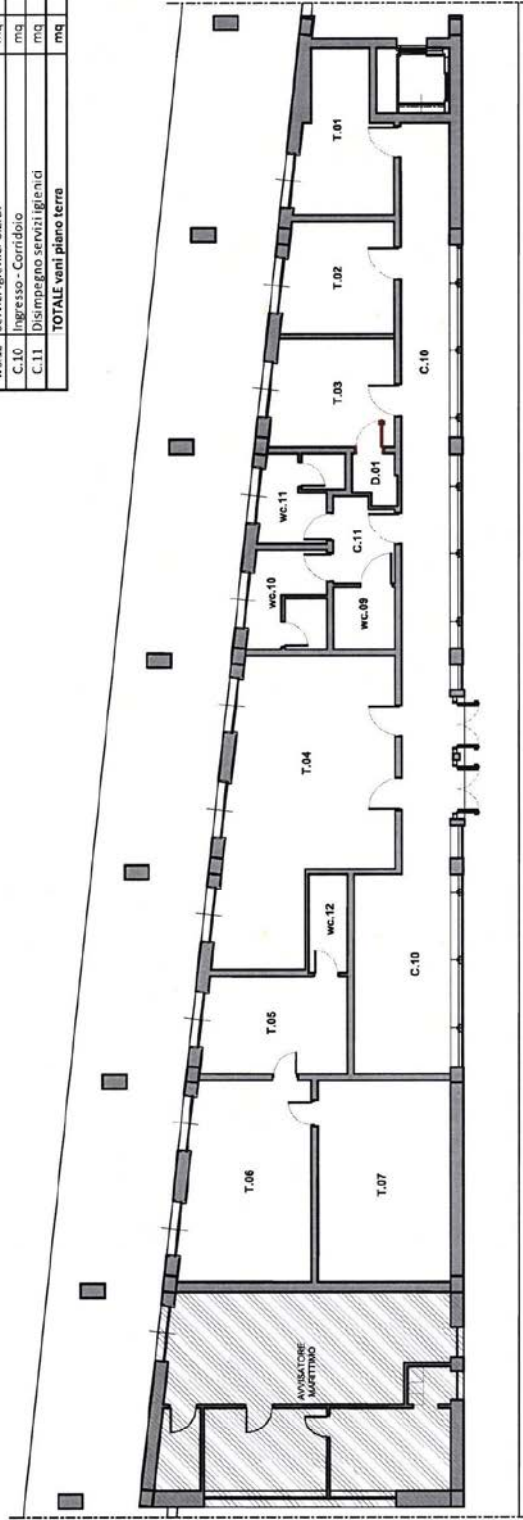 mq
C.10 Ingresso - Corridoio mq
C.11 Disimpegno servizi igienici mq
TOTALE vani piano terra mq
T.01
T.02
T.03
D.01
C.10
wc.11
C.11
wc.10
wc.09
T.04
wc.12
C.10
T.05
T.06
T.07
AVVISATORE
MARITTIMO